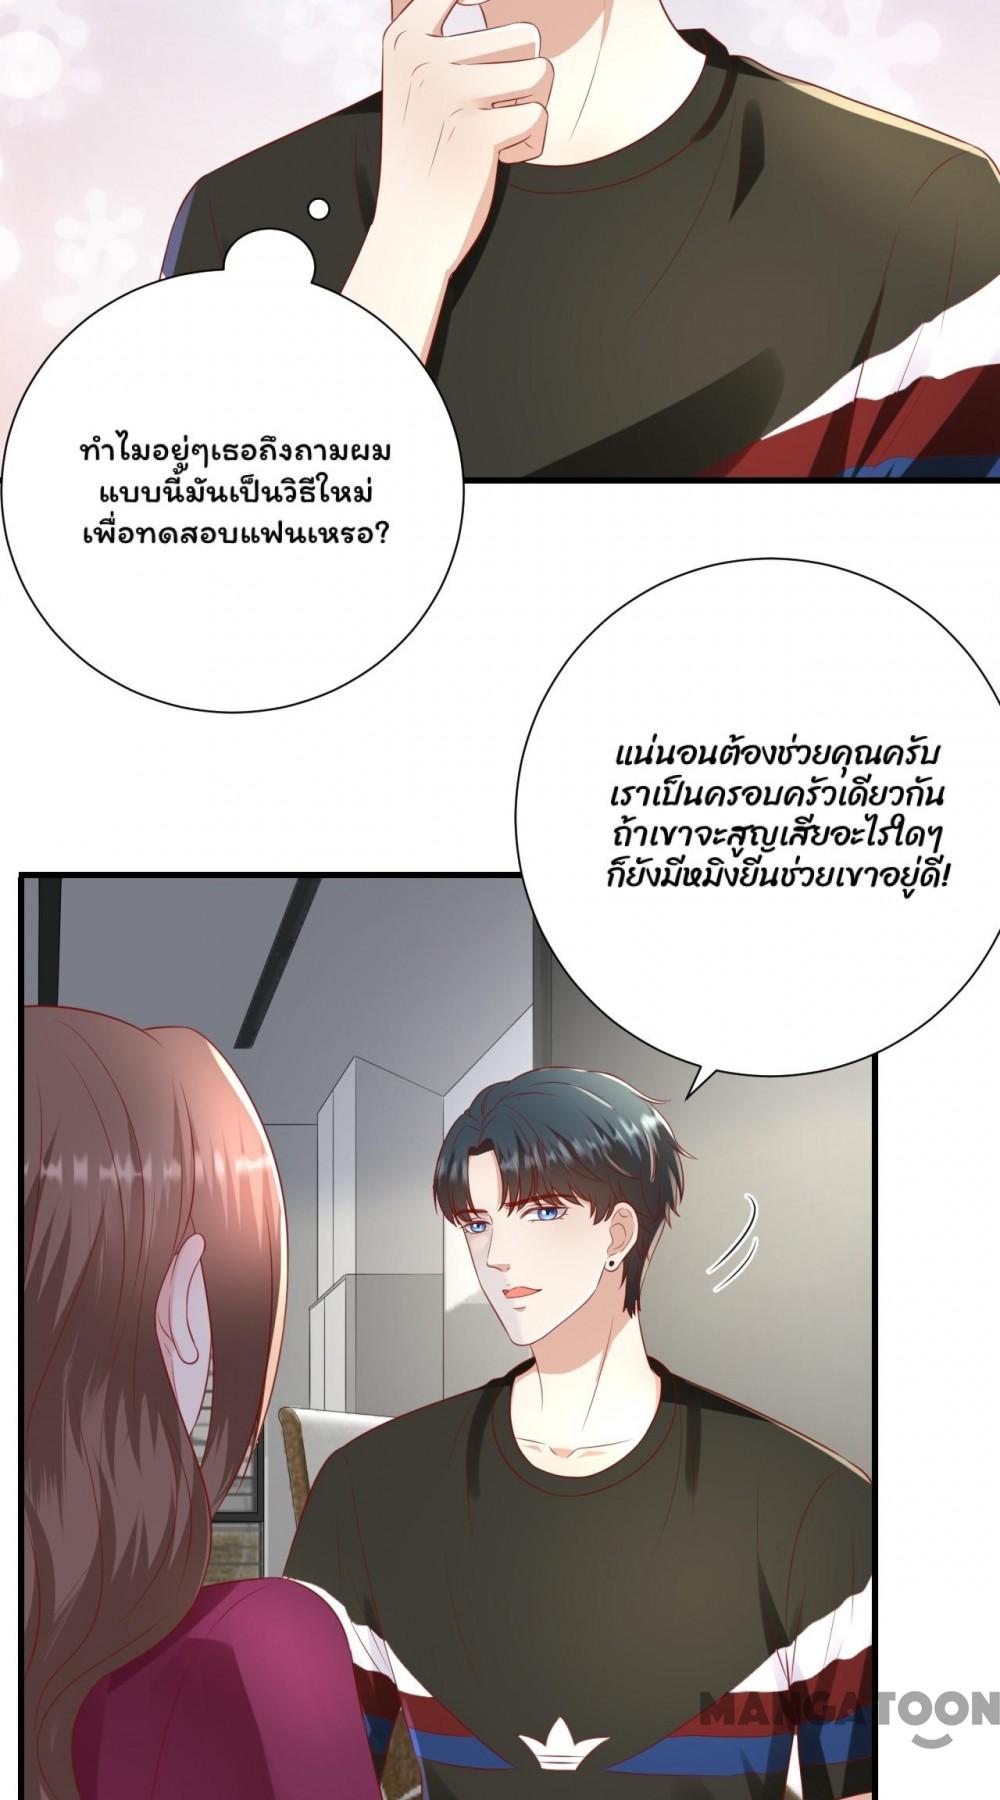 ทำไมอยู่ๆเธอถึงถามผม
แบบนี้มันเป็นวิธีใหม่
เพื่อทดสอบแฟนเหรอ?
แน่นอนต้องช่วยคุณครับ
เราเป็นครอบครัวเดียวกัน
ถ้าเขาจะสูญเสียอะไรใดๆ
ก็ยังมีหมิงยีนช่วยเขาอยู่ดี!
MANGATOON